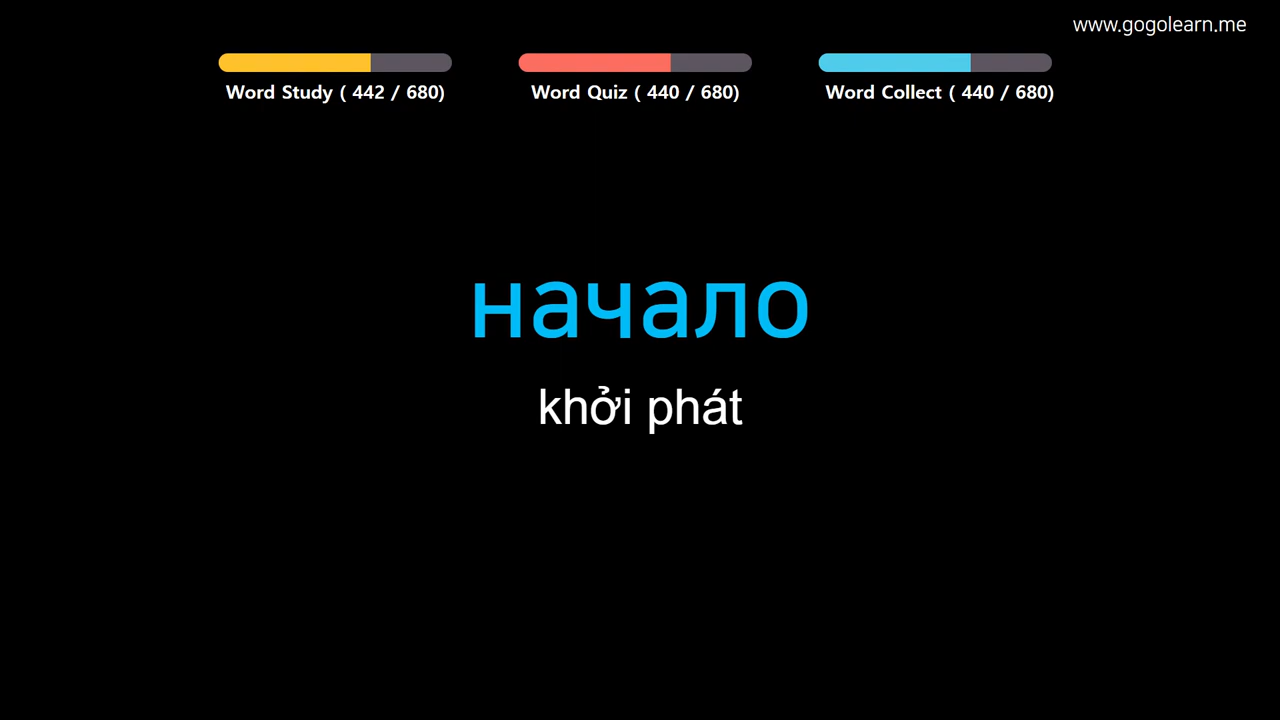 www.gogolearn.me
Word Study ( 442 / 680)
Word Quiz ( 440 / 680)
Word Collect ( 440 / 680)
начало
khởi phát